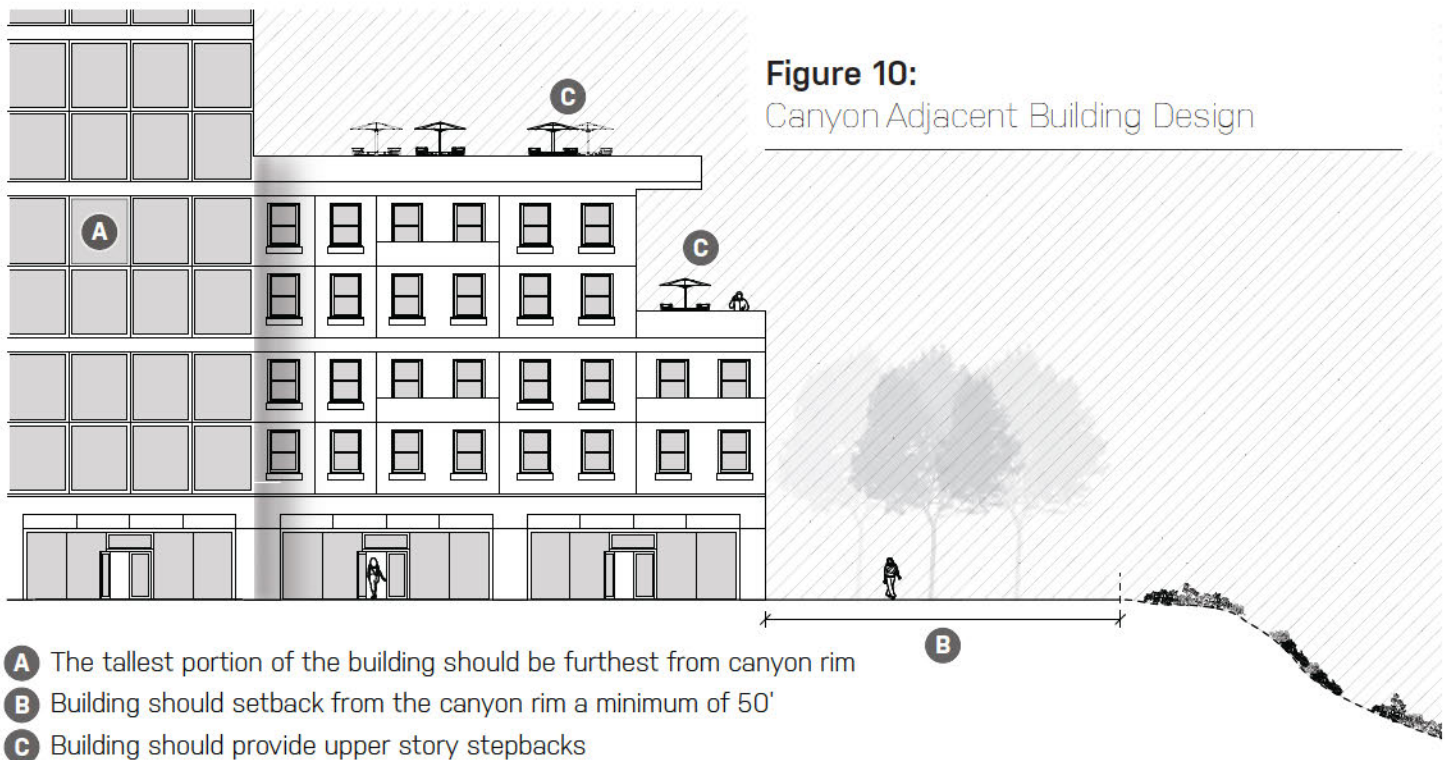 Figure 10:
Canyon Adjacent Building Design
C
A
C
B
A The tallest portion of the building should be furthest from canyon rim
B Building should setback from the canyon rim a minimum of 50'
C Building should provide upper story stepbacks